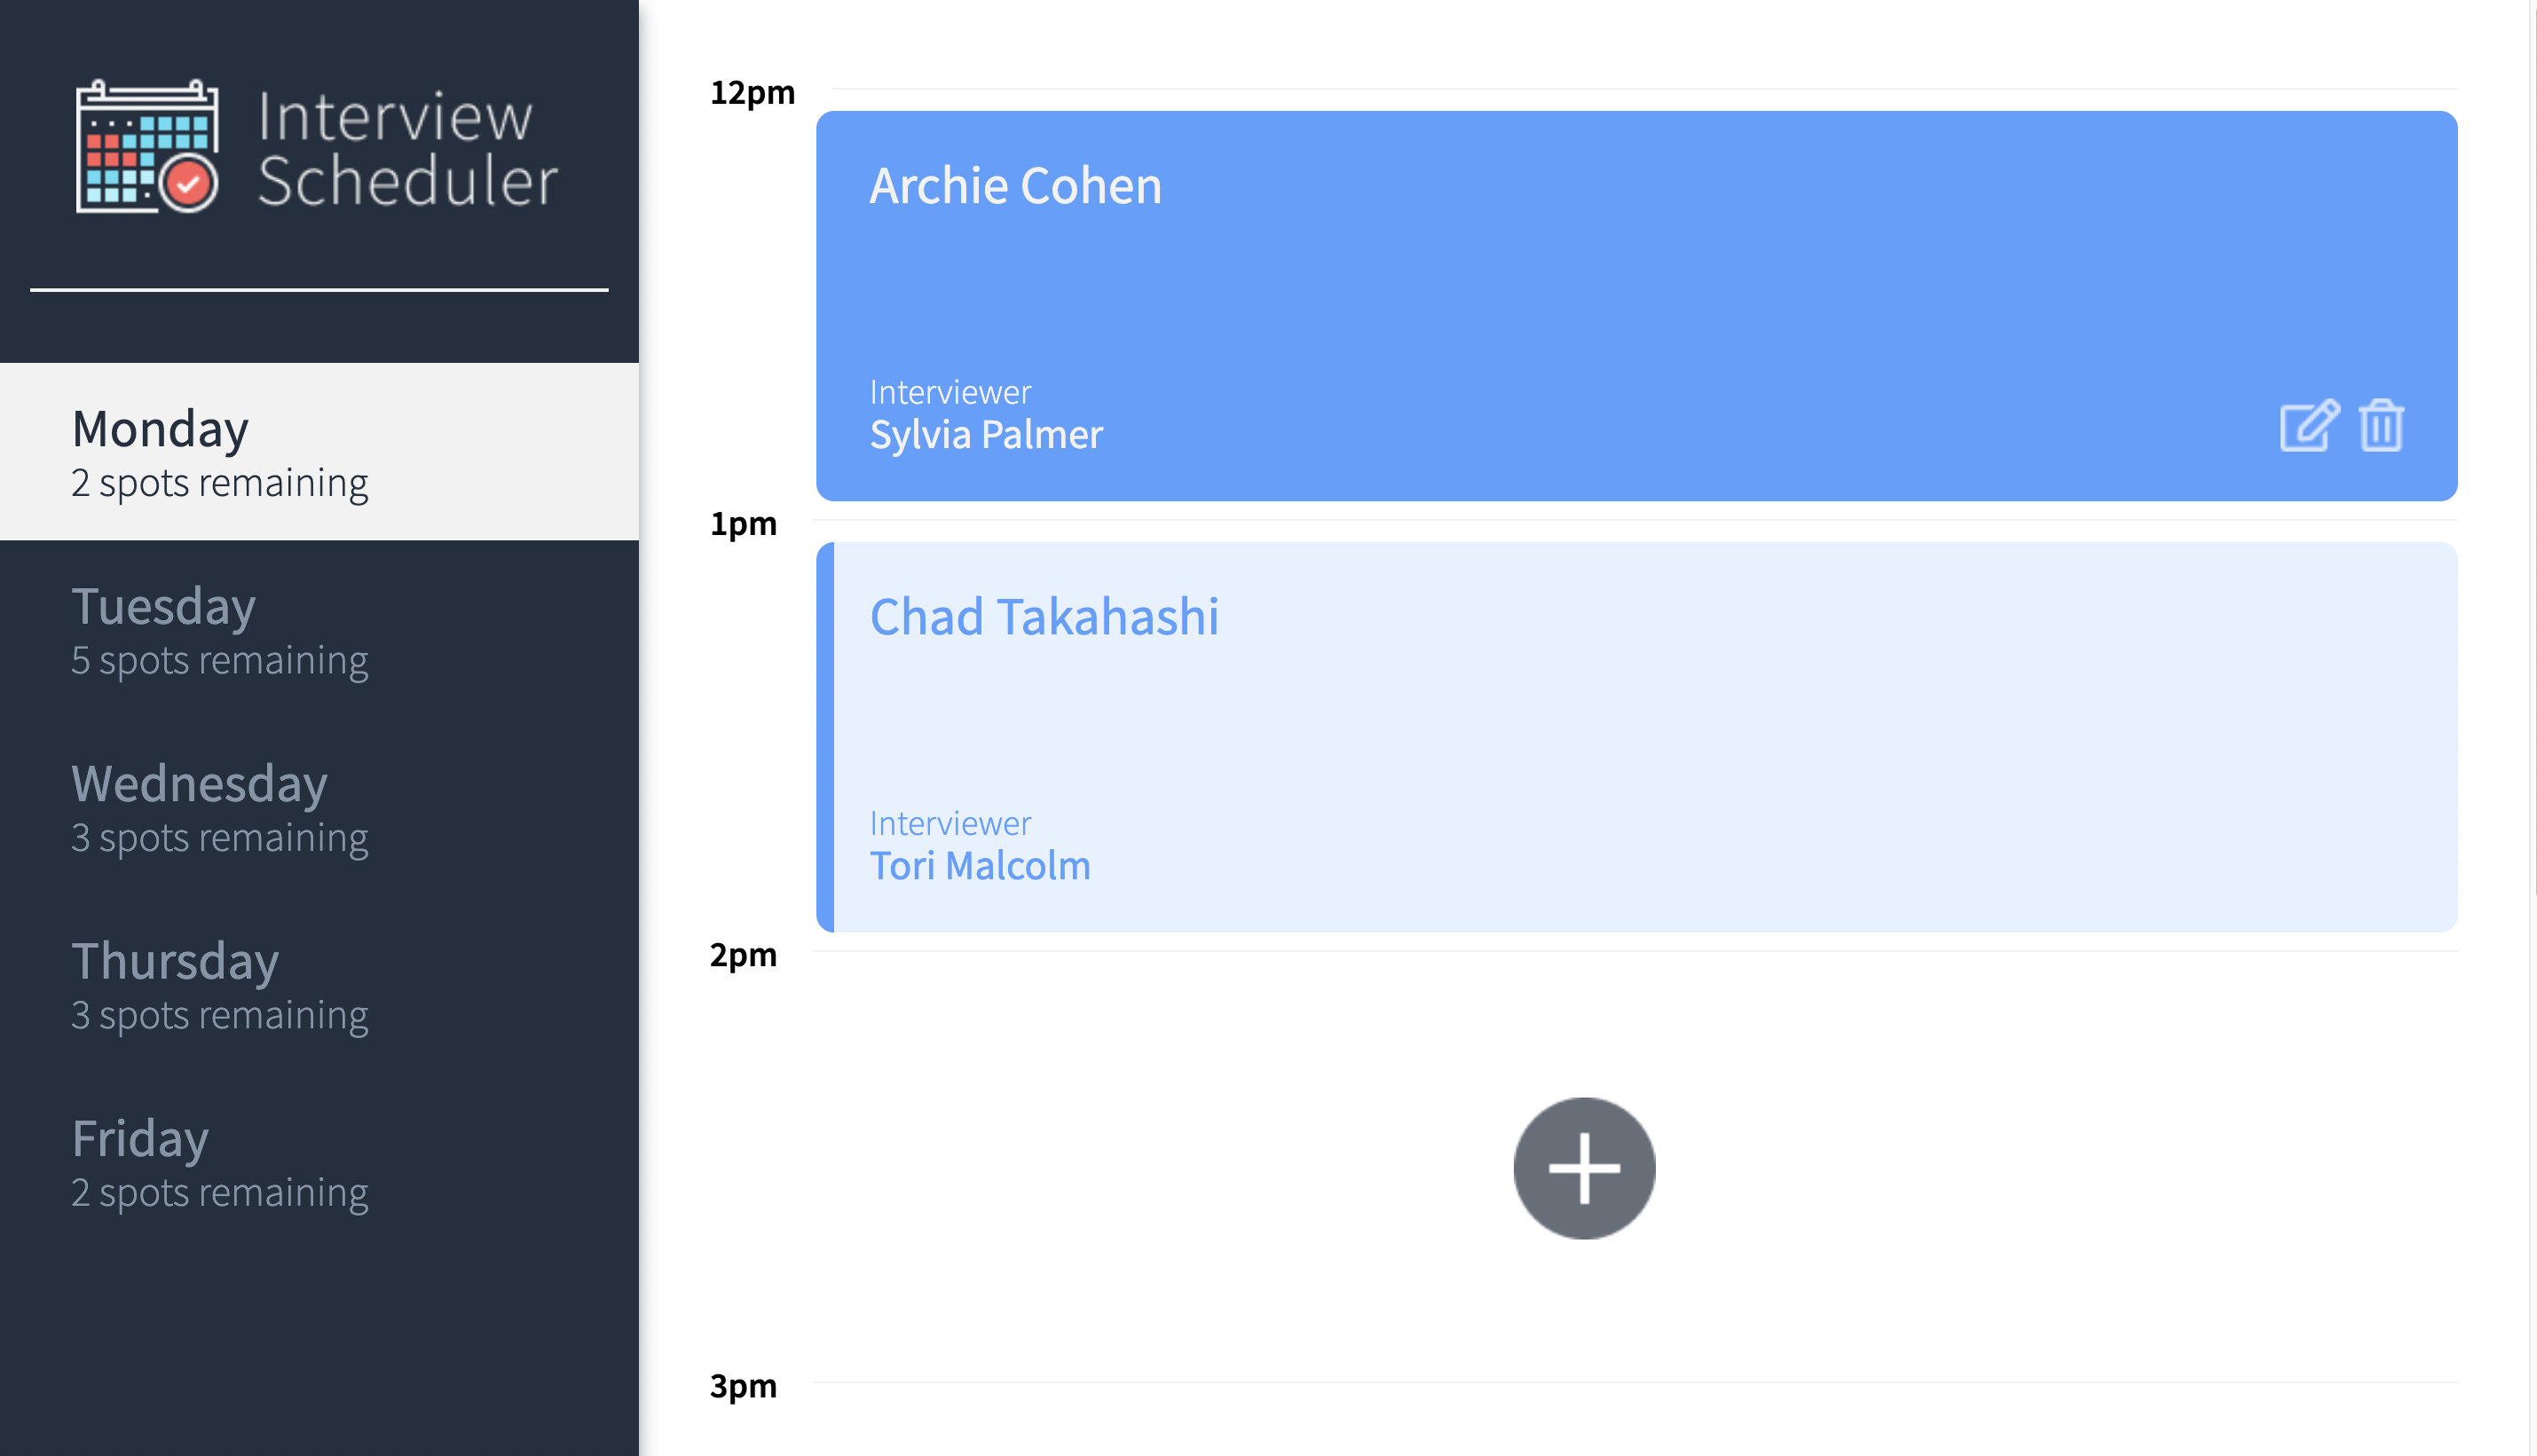 Interview
Scheduler
Monday
2 spots remaining
Tuesday
5 spots remaining
Wednesday
3 spots remaining
Thursday
3 spots remaining
Friday
2 spots remaining
12pm
Archie Cohen
Interviewer
Sylvia Palmer
1pm
Chad Takahashi
Interviewer
Tori Malcolm
2pm
3pm